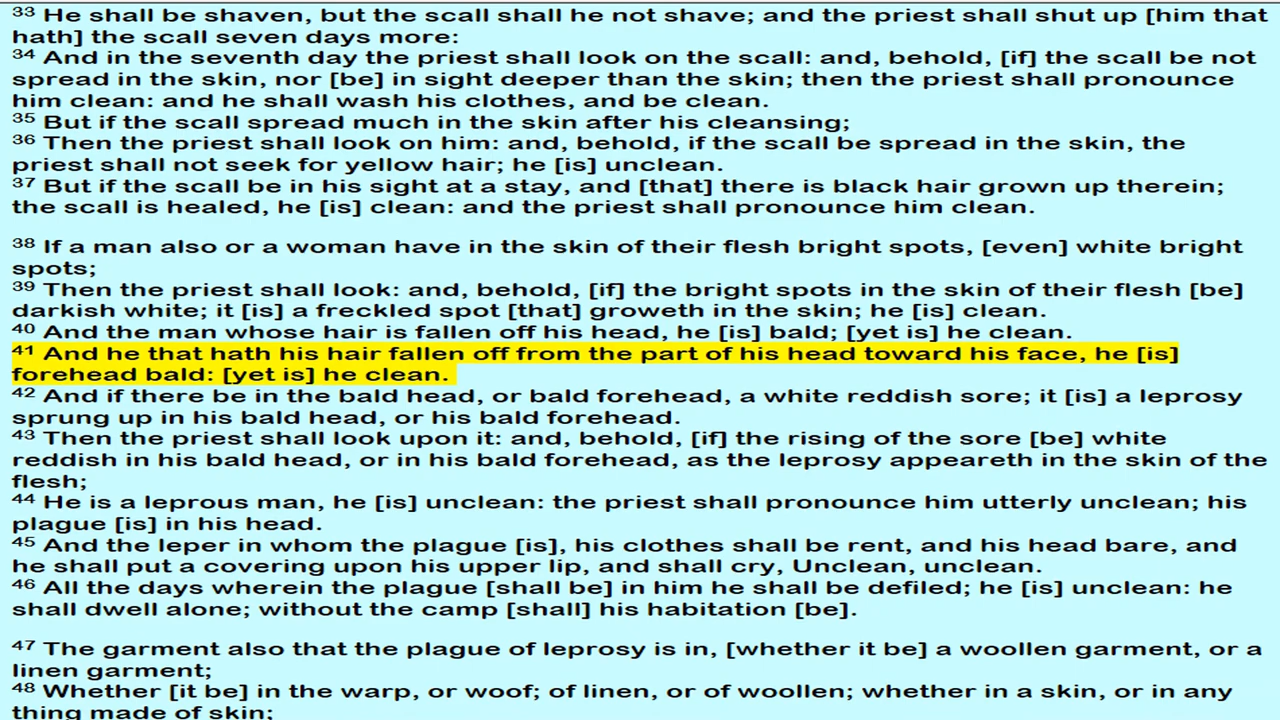 33 He shall be shaven, but the scall shall he not shave; and the priest shall shut up [him that
hath] the scall seven days more:
34 And in the seventh day the priest shall look on the scall: and, behold, [if] the scall be not
spread in the skin, nor [be] in sight deeper than the skin; then the priest shall pronounce
him clean: and he shall wash his clothes, and be clean.
35 But if the scall spread much in the skin after his cleansing;
36 Then the priest shall look on him: and, behold, if the scall be spread in the skin, the
priest shall not seek for yellow hair; he [is] unclean.
37 But if the scall be in his sight at a stay, and [that] there is black hair grown up therein;
the scall is healed, he [is] clean: and the priest shall pronounce him clean.
38 If a man also or a woman have in the skin of their flesh bright spots, [even] white bright
spots;
39 Then the priest shall look: and, behold, [if] the bright spots in the skin of their flesh [be]
darkish white; it [is] a freckled spot [that] groweth in the skin; he [is] clean.
40 And the man whose hair is fallen off his head, he [is] bald; [yet is] he clean.
41 And he that hath his hair fallen off from the part of his head toward his face, he [is]
forehead bald: [yet is] he clean.
42 And if there be in the bald head, or bald forehead, a white reddish sore; it [is] a leprosy
sprung up in his bald head, or his bald forehead.
43 Then the priest shall look upon it: and, behold, [if] the rising of the sore [be] white
reddish in his bald head, or in his bald forehead, as the leprosy appeareth in the skin of the
flesh;
44 He is a leprous man, he [is] unclean: the priest shall pronounce him utterly unclean; his
plague [is] in his head.
45 And the leper in whom the plague [is], his clothes shall be rent, and his head bare, and
he shall put a covering upon his upper lip, and shall cry, Unclean, unclean.
46 All the days wherein the plague [shall be] in him he shall be defiled; he [is] unclean: he
shall dwell alone; without the camp [shall] his habitation [be].
47 The garment also that the plague of leprosy is in, [whether it be] a woollen garment, or a
linen garment;
48 Whether [it be] in the warp, or woof; of linen, or of woollen; whether in a skin, or in any
thing made of skin;